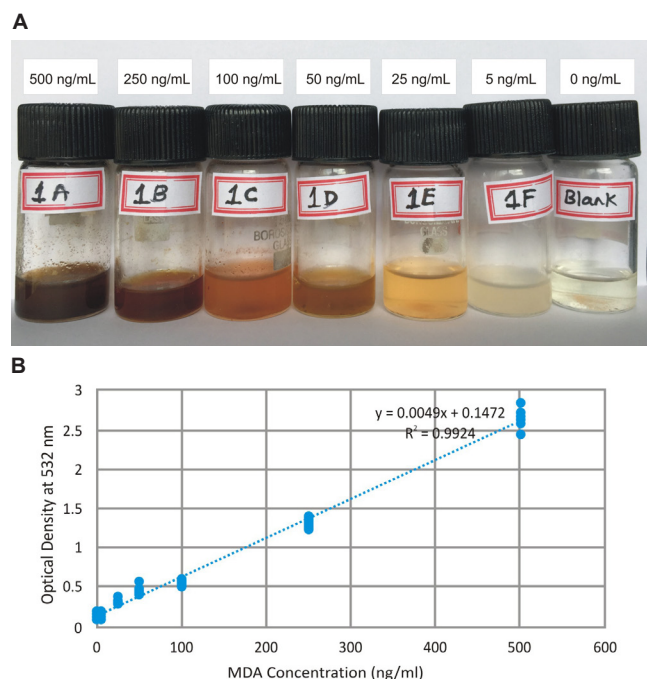 A
500 ng/mL 250 ng/mL 100 ng/mL 50 ng/mL 25 ng/mL 5 ng/mL 0 ng/mL
1A 1B 1C 1D 1E 1F Blank
B
3
2.5
2
1.5
1
0.5
0
y = 0.0049x + 0.1472
R² = 0.9924
Optical Density at 532 nm
0 100 200 300 400 500 600
MDA Concentration (ng/ml)